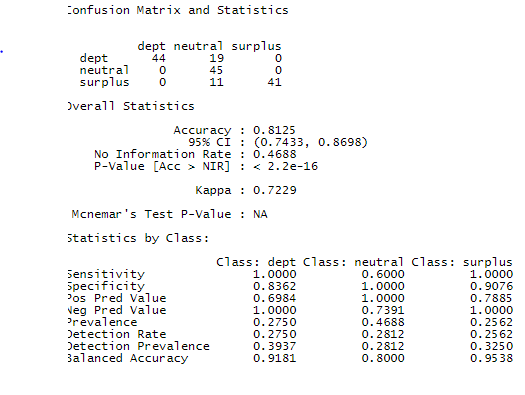 Confusion Matrix and Statistics
dept neutral surplus
dept 44 19 0
neutral 0 45 0
surplus 0 11 41
Overall Statistics
Accuracy : 0.8125
95% CI : (0.7433, 0.8698)
No Information Rate : 0.4688
P-Value [Acc > NIR] : < 2.2e-16
Kappa : 0.7229
Mcnemar's Test P-Value : NA
Statistics by Class:
Class: dept Class: neutral Class: surplus
Sensitivity 1.0000 0.6000 1.0000
Specificity 0.8362 1.0000 0.9076
Pos Pred Value 0.6984 1.0000 0.7885
Neg Pred Value 1.0000 0.7391 1.0000
Prevalence 0.2750 0.4688 0.2562
Detection Rate 0.2750 0.2812 0.2562
Detection Prevalence 0.3937 0.2812 0.3250
Balanced Accuracy 0.9181 0.8000 0.9538